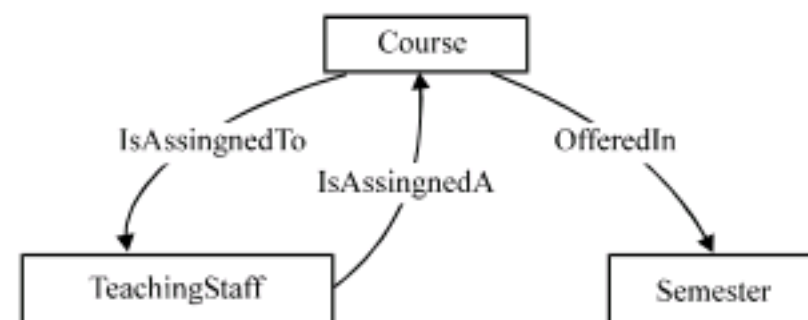 Course
IsAssingnedTo
OfferedIn
IsAssingnedA
TeachingStaff
Semester